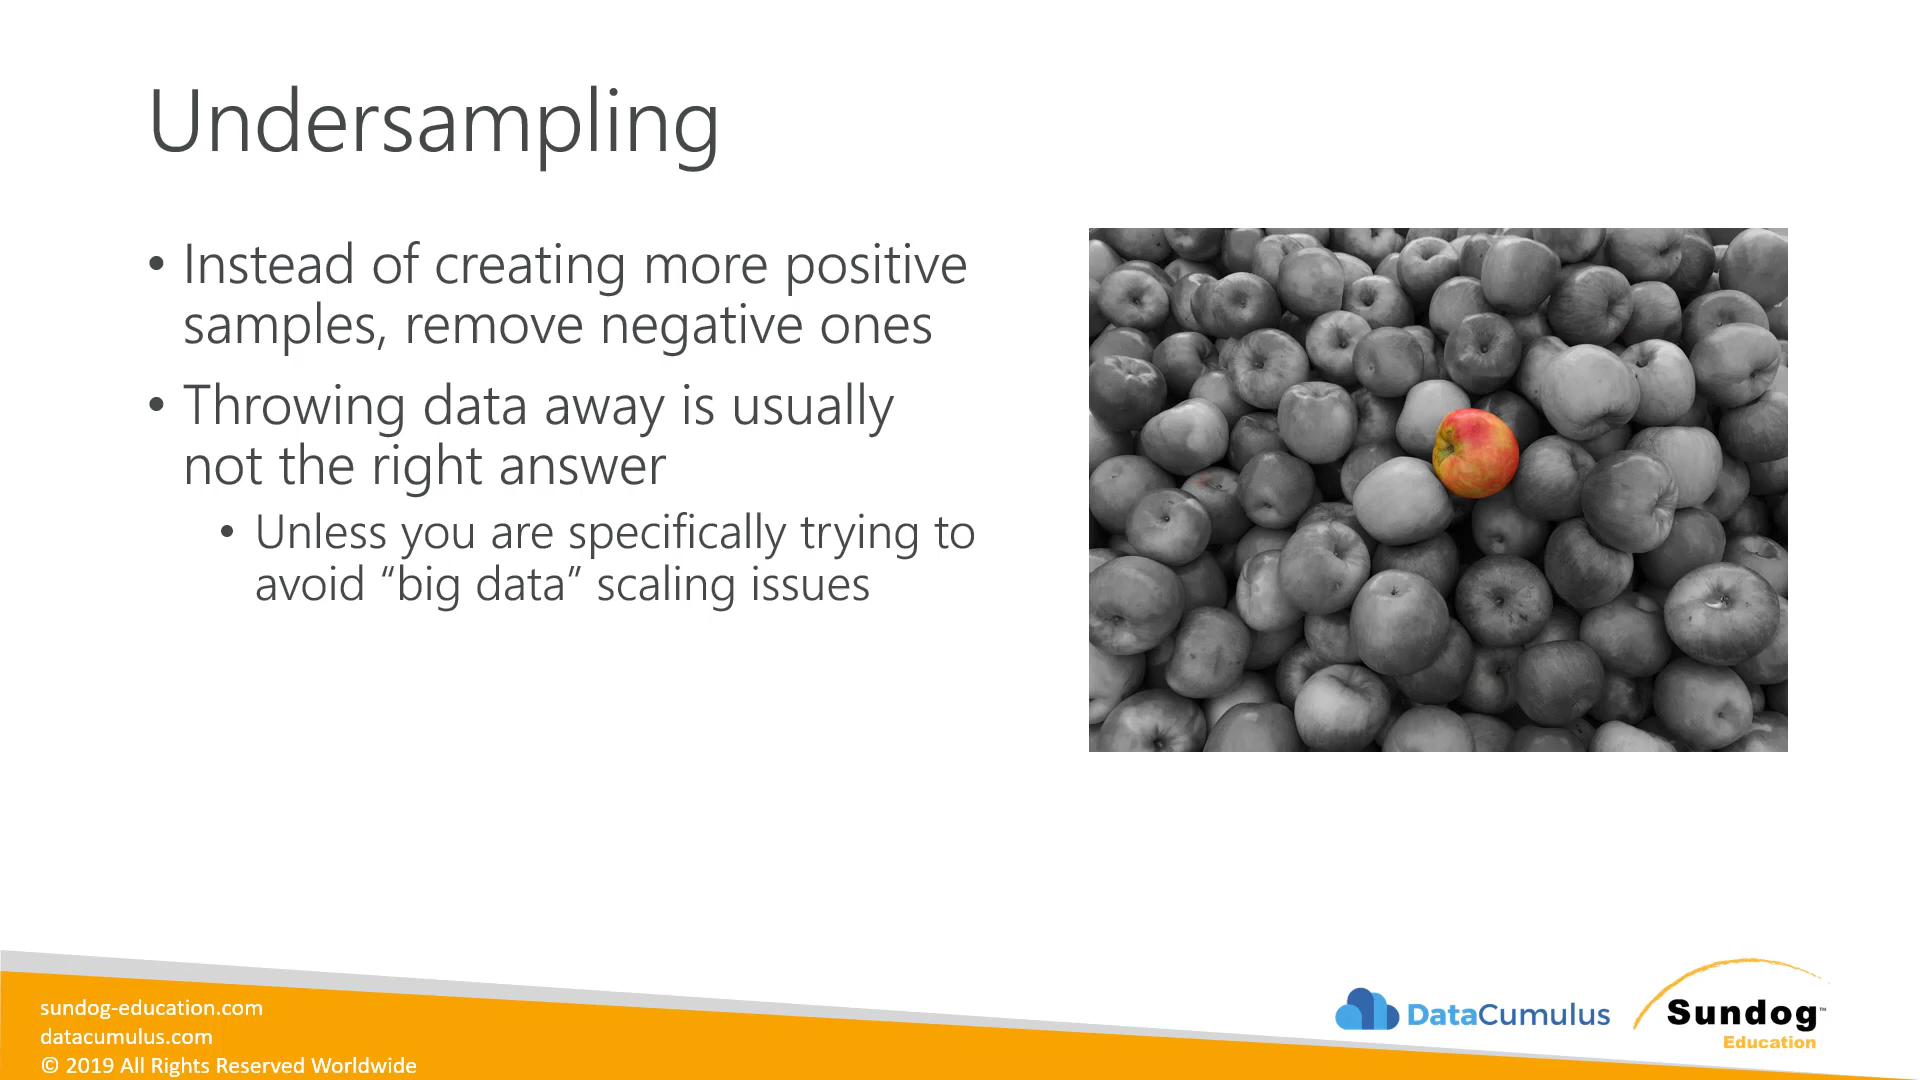 Undersampling
• Instead of creating more positive
samples, remove negative ones
• Throwing data away is usually
not the right answer
• Unless you are specifically trying to
avoid “big data” scaling issues
sundog-education.com
datacumulus.com
© 2019 All Rights Reserved Worldwide
DataCumulus
Sundog™
Education